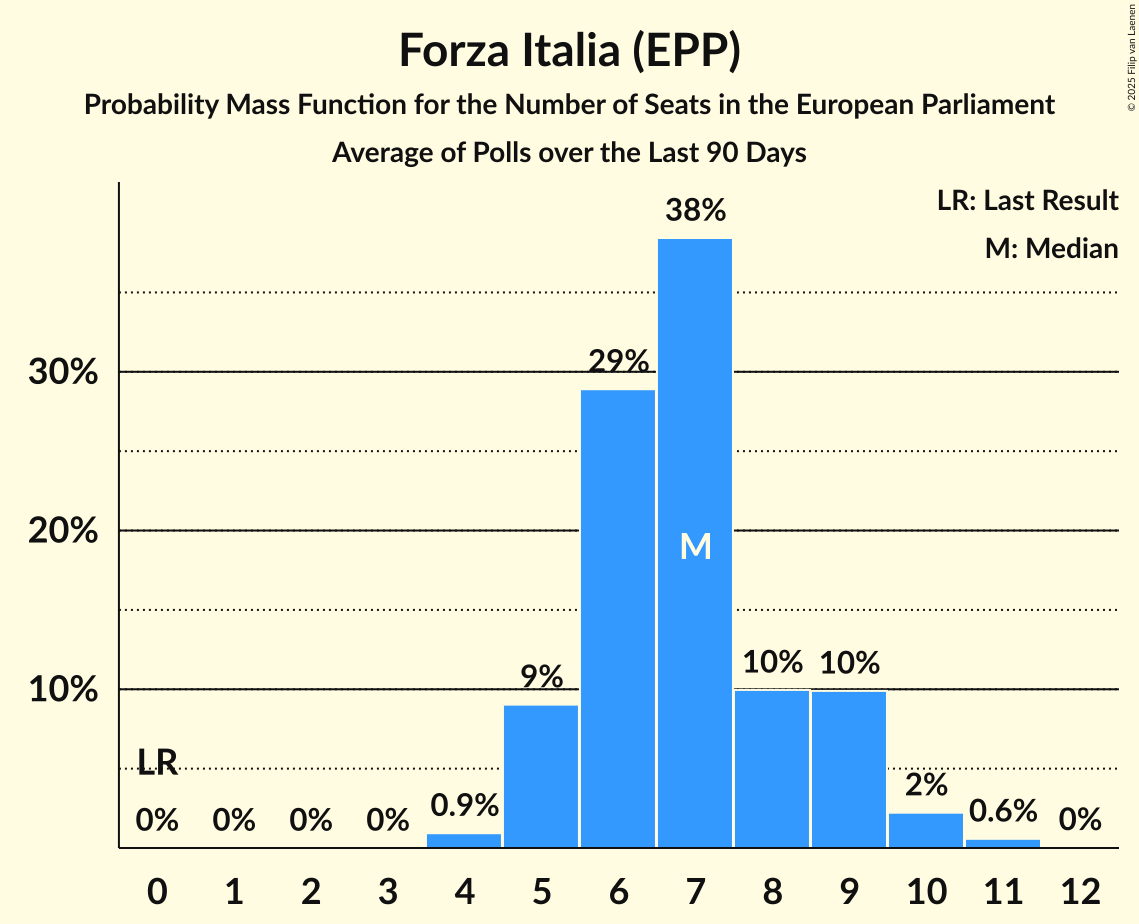 Forza Italia (EPP)
Probability Mass Function for the Number of Seats in the European Parliament
Average of Polls over the Last 90 Days
© 2025 Filip van Laenen
LR: Last Result
M: Median
38%
30%
29%
20%
M
10%
9%
10%
10%
LR
0%
0%
0%
0%
0.9%
2%
0.6%
0%
0 1 2 3 4 5 6 7 8 9 10 11 12